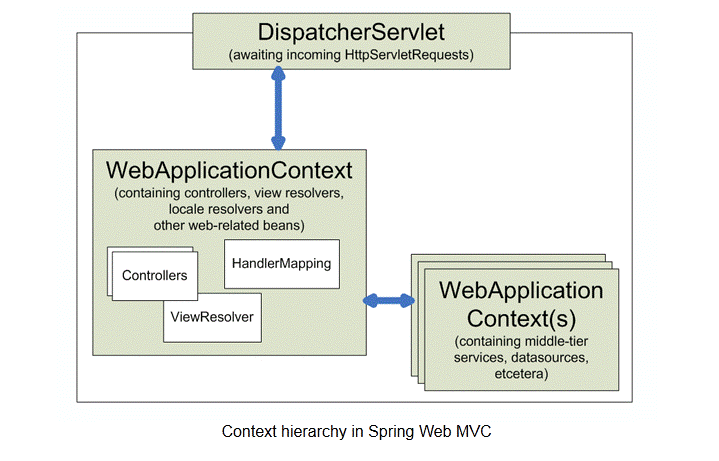 DispatcherServlet
(awaiting incoming HttpServletRequests)
WebApplicationContext
(containing controllers, view resolvers,
locale resolvers and
other web-related beans)
Controllers
HandlerMapping
ViewResolver
WebApplication
Context(s)
(containing middle-tier
services, datasources,
etcetera)
Context hierarchy in Spring Web MVC